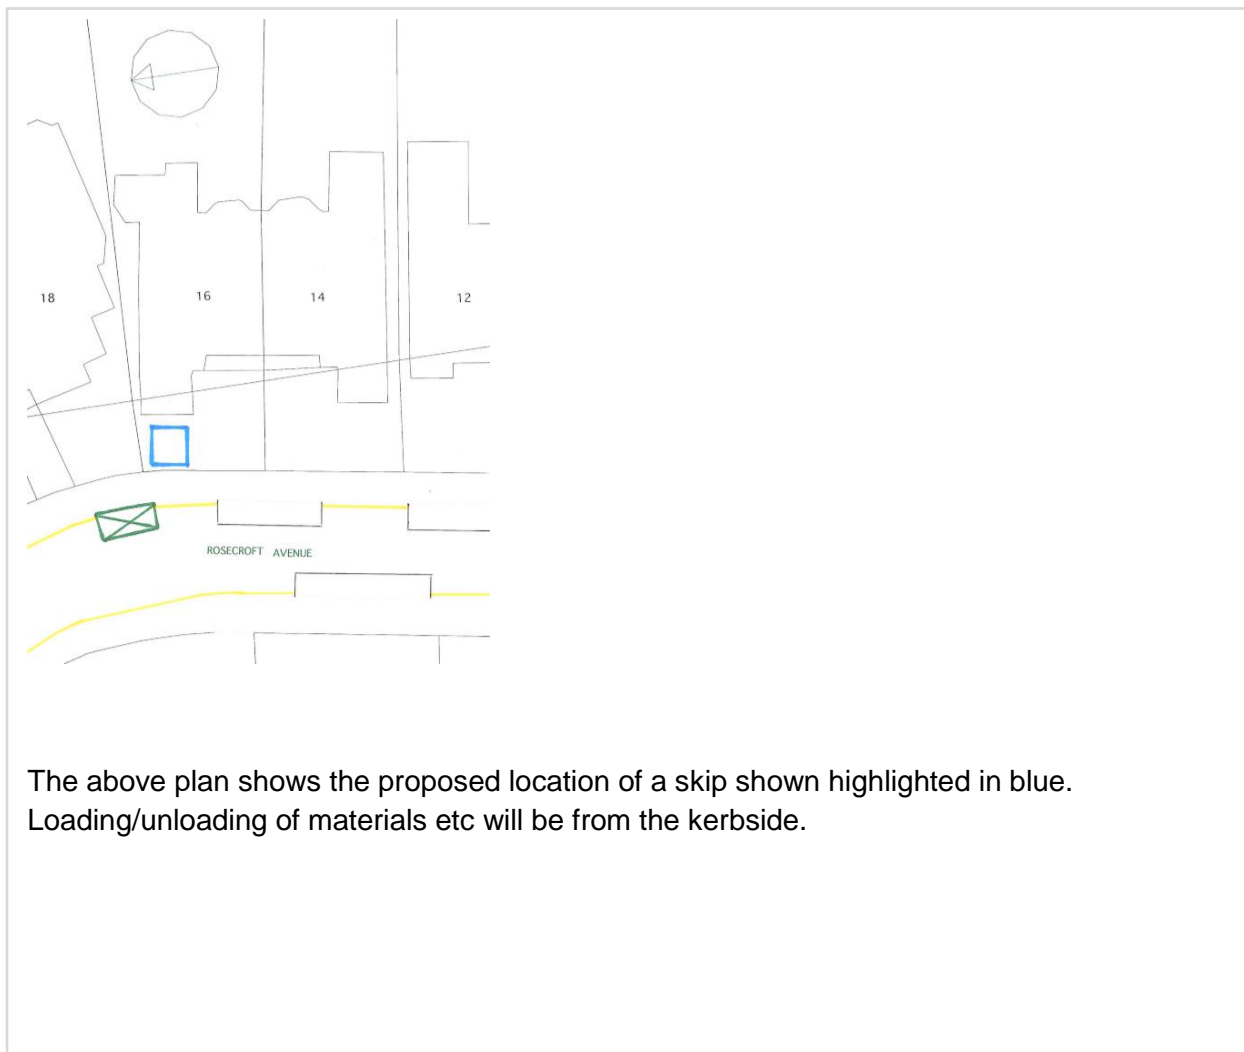 18
16
14
12
ROSECROFT AVENUE
The above plan shows the proposed location of a skip shown highlighted in blue.
Loading/unloading of materials etc will be from the kerbside.